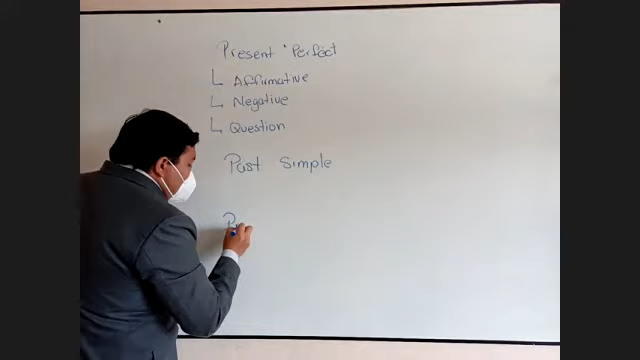 Present Perfect
Affirmative
Negative
Question
Past Simple
P